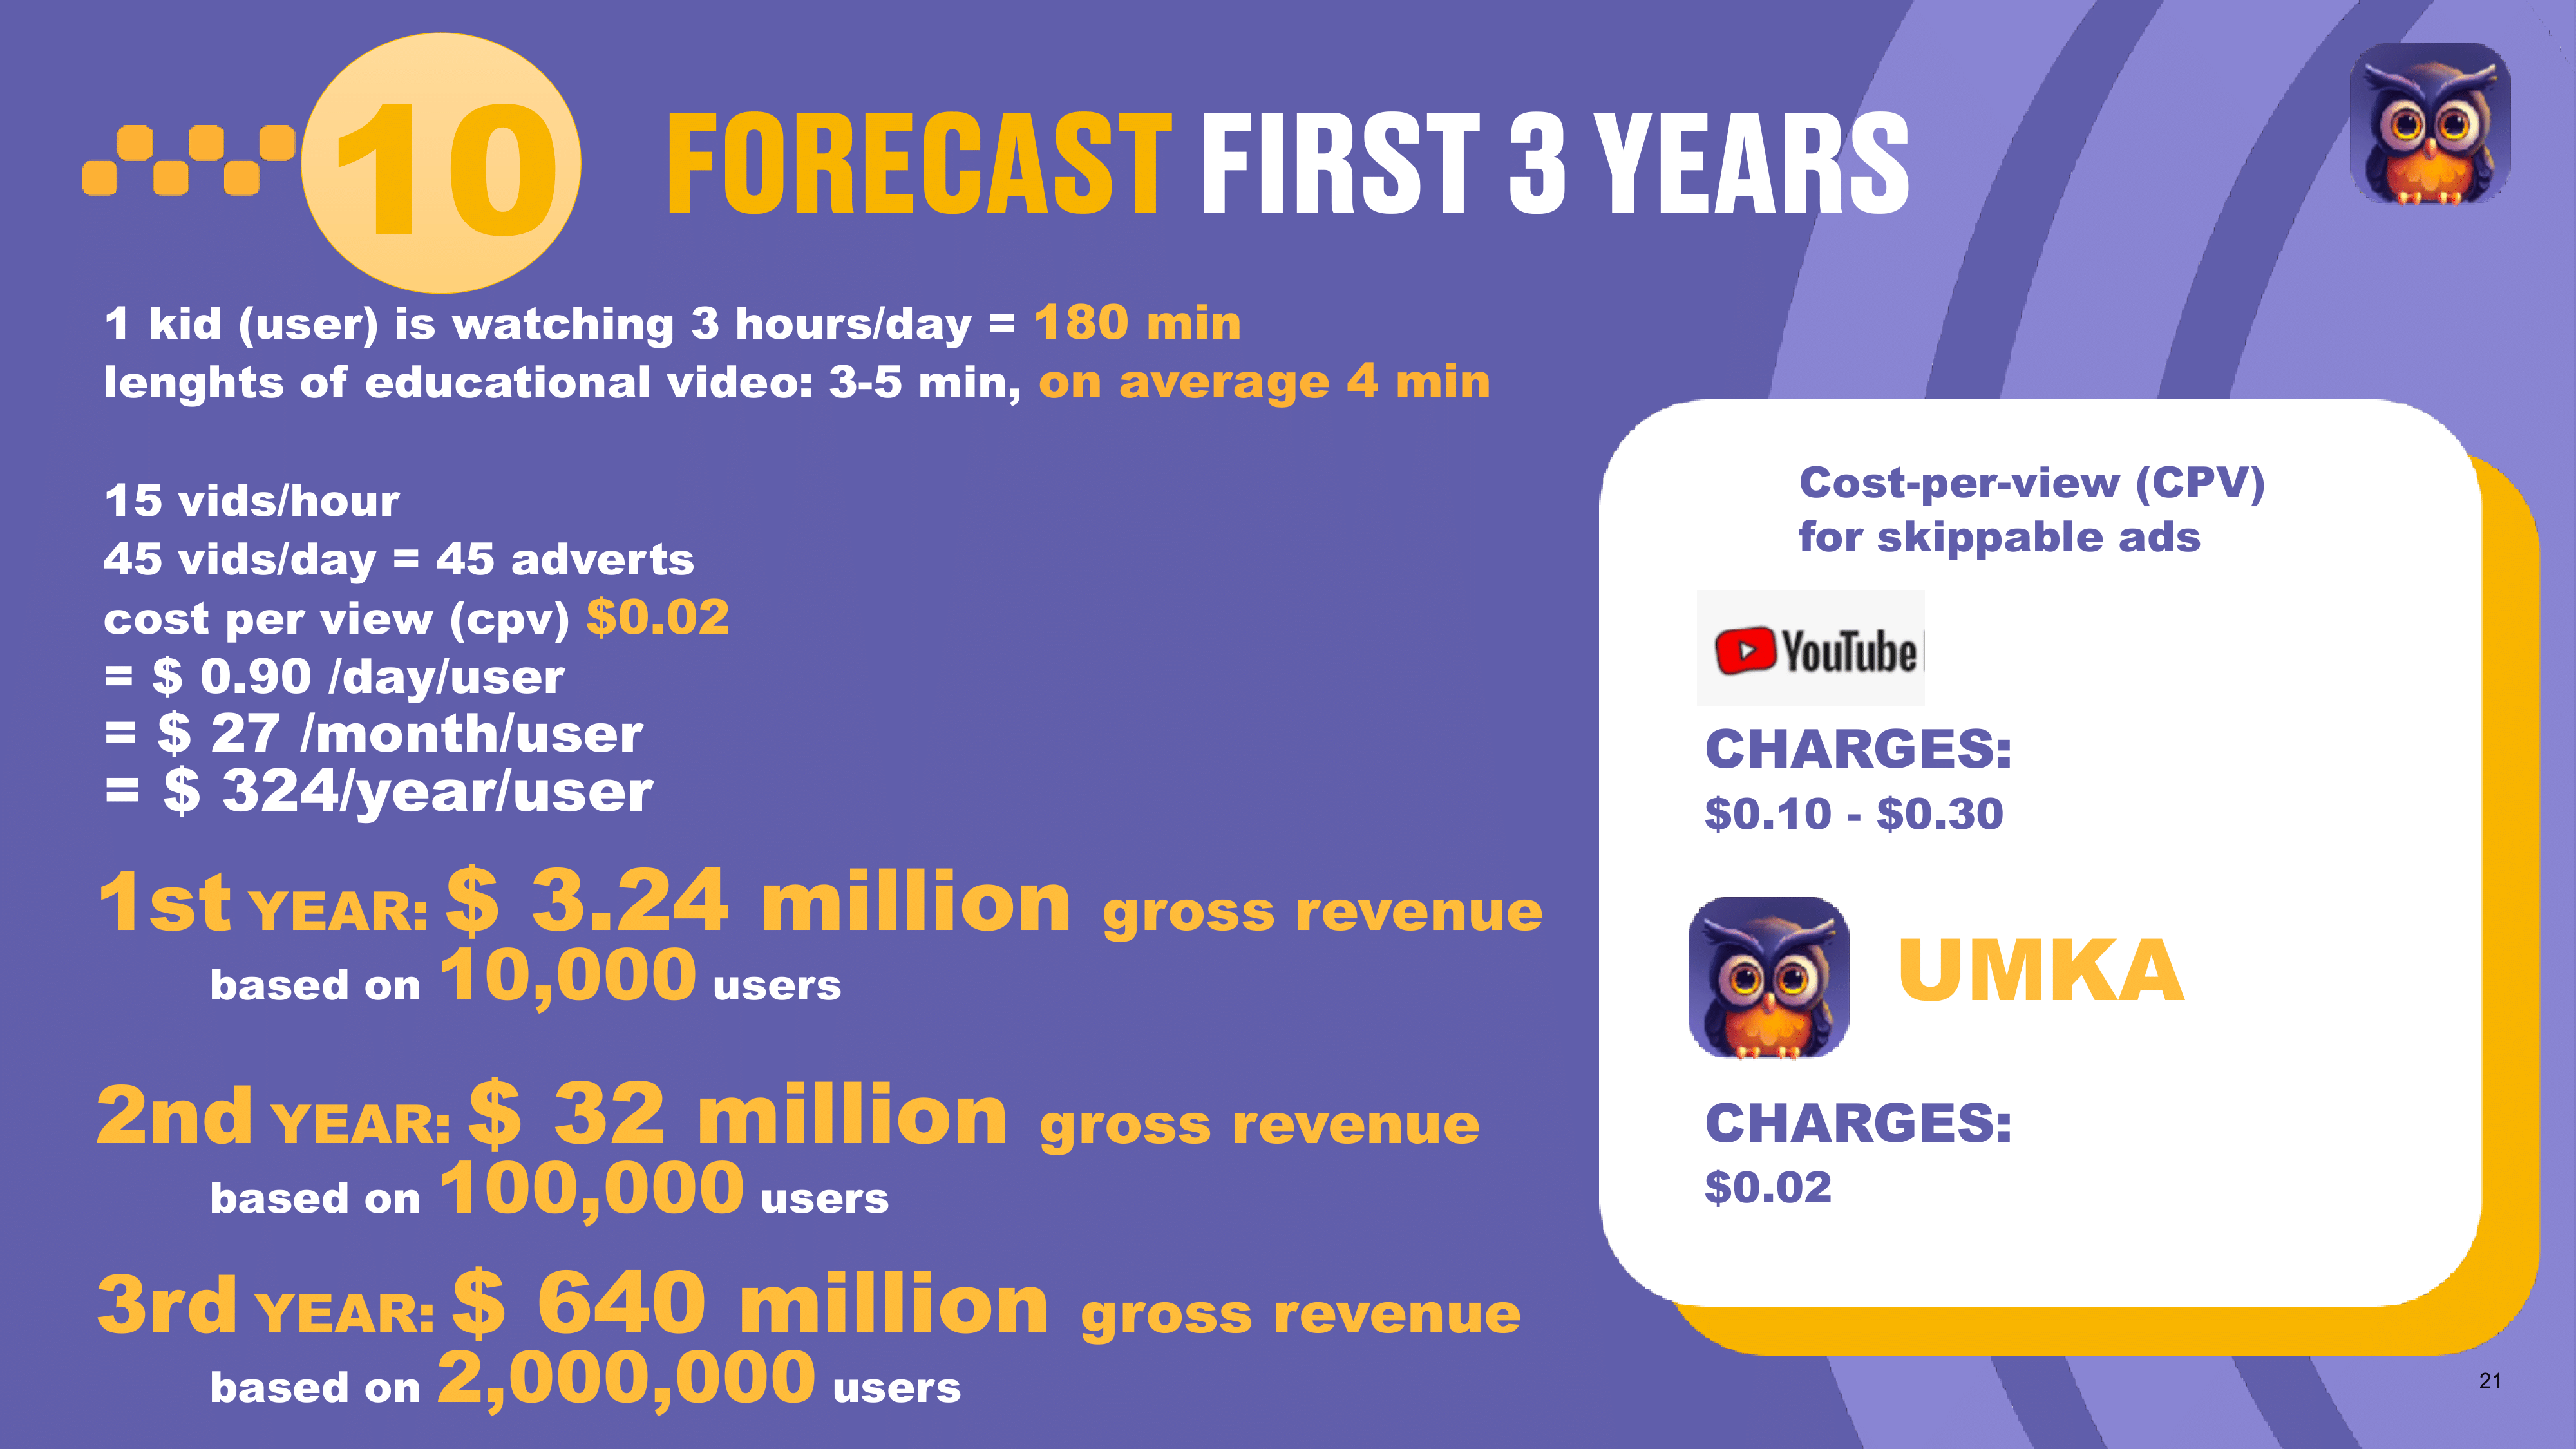 10
FORECAST FIRST 3 YEARS
1 kid (user) is watching 3 hours/day = 180 min
lenghts of educational video: 3-5 min, on average 4 min
15 vids/hour
45 vids/day = 45 adverts
cost per view (cpv) $0.02
= $ 0.90 /day/user
= $ 27 /month/user
= $ 324/year/user
1st YEAR: $ 3.24 million gross revenue
based on 10,000 users
2nd YEAR: $ 32 million gross revenue
based on 100,000 users
3rd YEAR: $ 640 million gross revenue
based on 2,000,000 users
Cost-per-view (CPV)
for skippable ads
YouTube
CHARGES:
$0.10 - $0.30
UMKA
CHARGES:
$0.02
21